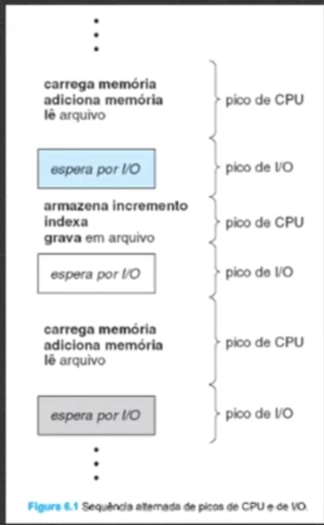 carrega memória
adiciona memória
lê arquivo
pico de CPU
espera por I/O
pico de I/O
armazena incremento
indexa
grava em arquivo
pico de CPU
espera por I/O
pico de I/O
carrega memória
adiciona memória
lê arquivo
pico de CPU
espera por I/O
pico de I/O
Figura 6.1 Sequência alternada de picos de CPU e de I/O.